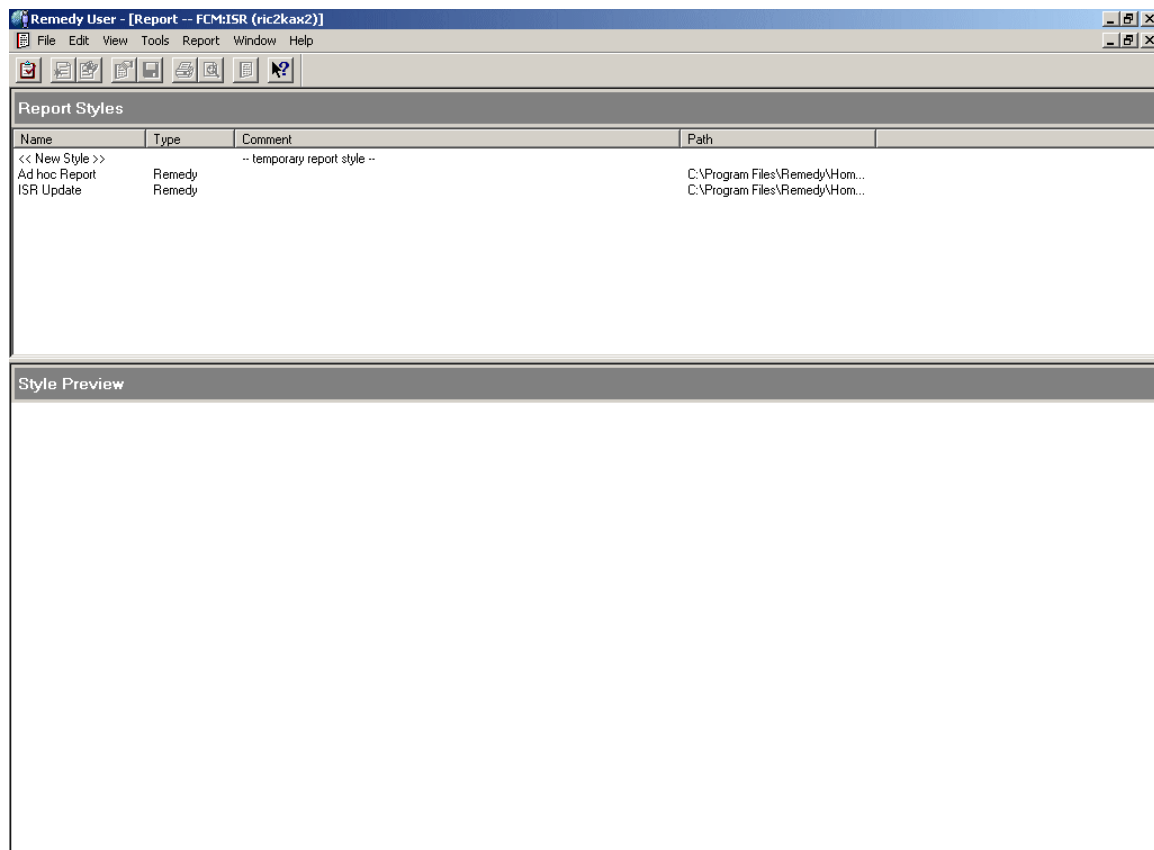 Remedy User - [Report -- FCM:ISR (ric2kax2)]
File Edit View Tools Report Window Help
Report Styles
Name Type Comment Path
<< New Style >> -- temporary report style --
Ad hoc Report Remedy C:\Program Files\Remedy\Hom...
ISR Update Remedy C:\Program Files\Remedy\Hom...
Style Preview